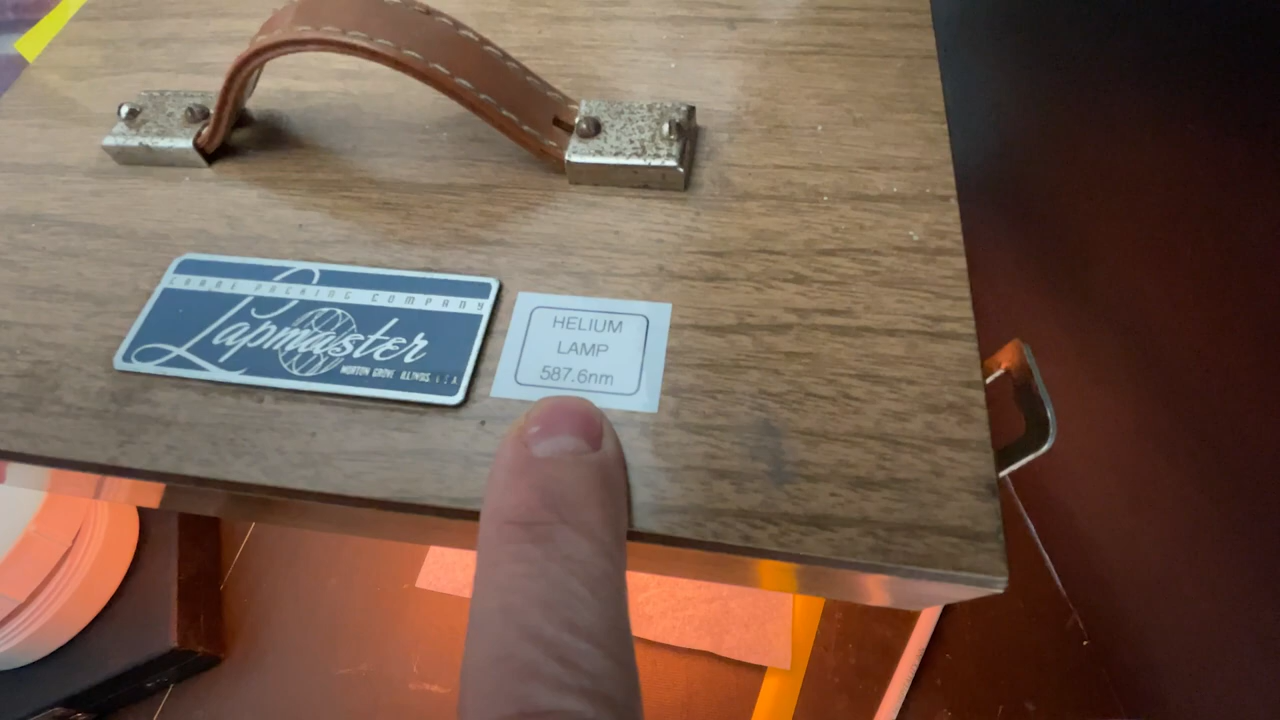 CRANE PACKING COMPANY
Lapmaster
MORTON GROVE ILLINOIS, U.S.A.
HELIUM
LAMP
587.6nm